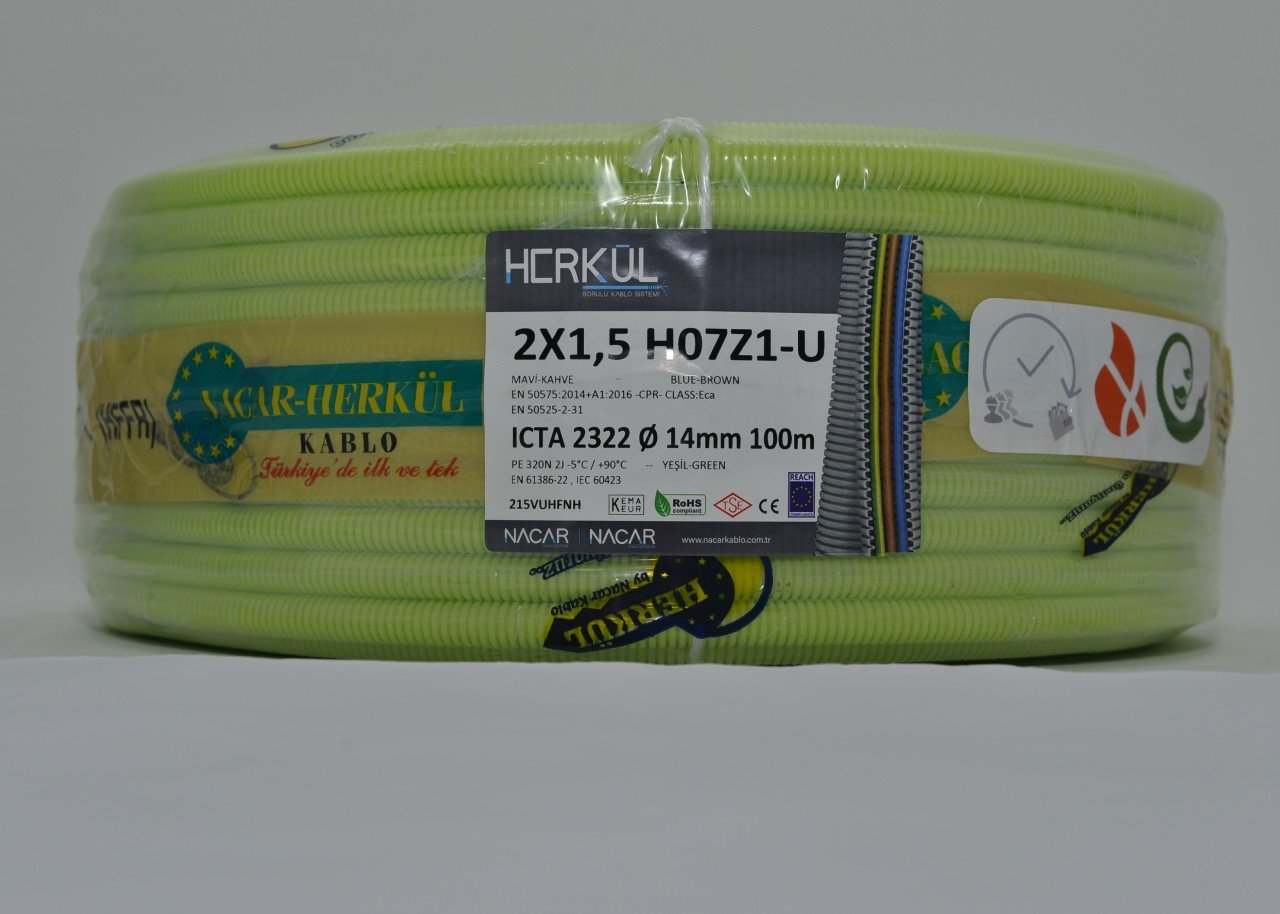 HERKÜL
BORULU KABLO SİSTEMİ
2X1,5 H07Z1-U
MAVİ-KAHVE -- BLUE-BROWN
EN 50575:2014+A1:2016 -CPR- CLASS:Eca
EN 50525-2-31
ICTA 2322 Ø 14mm 100m
PE 320N 2J -5°C / +90°C -- YEŞİL-GREEN
EN 61386-22 , IEC 60423
215VUHFNH
KEMA
KEUR
RoHS
compliant
TSE
CE
REACH
COMPLIANCE
NACAR | NACAR www.nacarkablo.com.tr
(HFFR)
NACAR-HERKÜL
KABLO
Türkiye'de ilk ve tek
HERKÜL
by Nacar Kablo
HERKÜL